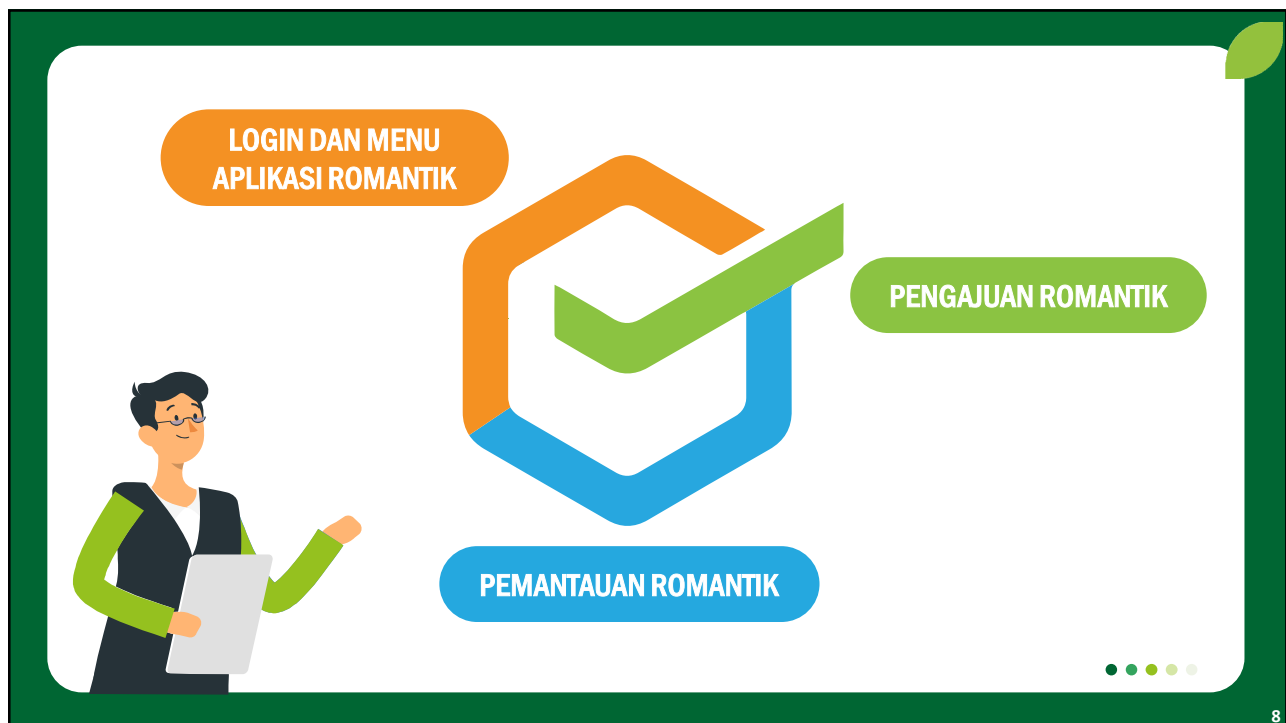 LOGIN DAN MENU
APLIKASI ROMANTIK
PENGAJUAN ROMANTIK
PEMANTAUAN ROMANTIK
8